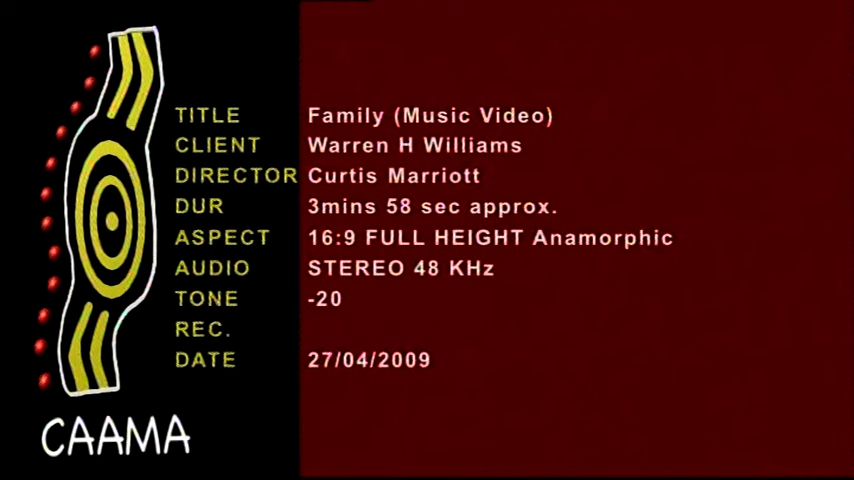 TITLE Family (Music Video)
CLIENT Warren H Williams
DIRECTOR Curtis Marriott
DUR 3mins 58 sec approx.
ASPECT 16:9 FULL HEIGHT Anamorphic
AUDIO STEREO 48 KHz
TONE -20
REC.
DATE 27/04/2009
CAAMA